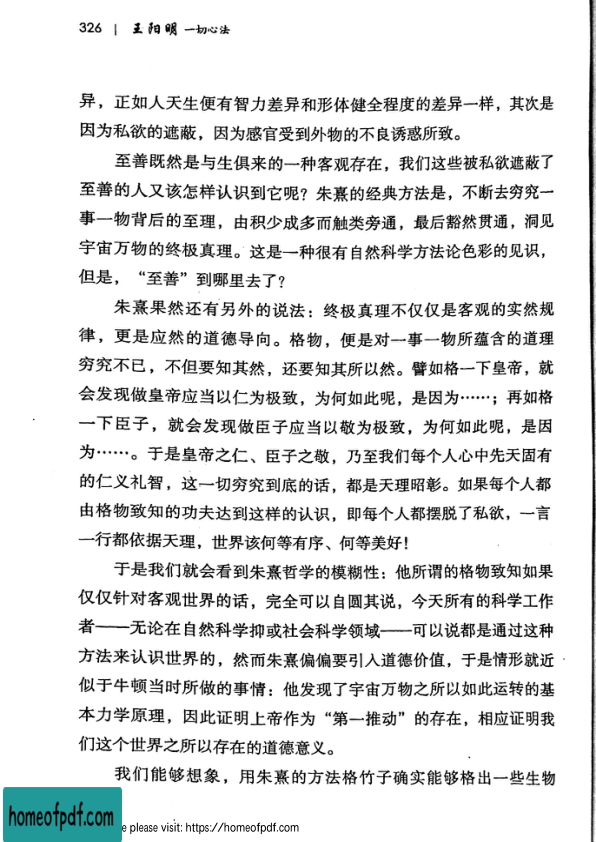 326 | 王阳明 一切心法
异，正如人天生便有智力差异和形体健全程度的差异一样，其次是
因为私欲的遮蔽，因为感官受到外物的不良诱惑所致。
至善既然是与生俱来的一种客观存在，我们这些被私欲遮蔽了
至善的人又该怎样认识到它呢？朱熹的经典方法是，不断去穷究一
事一物背后的至理，由积少成多而触类旁通，最后豁然贯通，洞见
宇宙万物的终极真理。这是一种很有自然科学方法论色彩的见识，
但是，“至善”到哪里去了？
朱熹果然还有另外的说法：终极真理不仅仅是客观的实然规
律，更是应然的道德导向。格物，便是对一事一物所蕴含的道理
穷究不已，不但要知其然，还要知其所以然。譬如格一下皇帝，就
会发现做皇帝应当以仁为极致，为何如此呢，是因为……；再如格
一下臣子，就会发现做臣子应当以敬为极致，为何如此呢，是因
为……。于是皇帝之仁、臣子之敬，乃至我们每个人心中先天固有
的仁义礼智，这一切穷究到底的话，都是天理昭彰。如果每个人都
由格物致知的功夫达到这样的认识，即每个人都摆脱了私欲，一言
一行都依据天理，世界该何等有序、何等美好！
于是我们就会看到朱熹哲学的模糊性：他所谓的格物致知如果
仅仅针对客观世界的话，完全可以自圆其说，今天所有的科学工作
者——无论在自然科学抑或社会科学领域——可以说都是通过这种
方法来认识世界的，然而朱熹偏偏要引入道德价值，于是情形就近
似于牛顿当时所做的事情：他发现了宇宙万物之所以如此运转的基
本力学原理，因此证明上帝作为“第一推动”的存在，相应证明我
们这个世界之所以存在的道德意义。
我们能够想象，用朱熹的方法格竹子确实能够格出一些生物
homeofpdf.com
please visit: https://homeofpdf.com